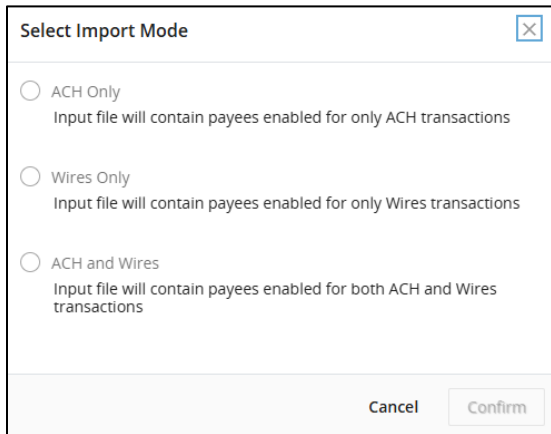 Select Import Mode
ACH Only
Input file will contain payees enabled for only ACH transactions
Wires Only
Input file will contain payees enabled for only Wires transactions
ACH and Wires
Input file will contain payees enabled for both ACH and Wires
transactions
Cancel Confirm